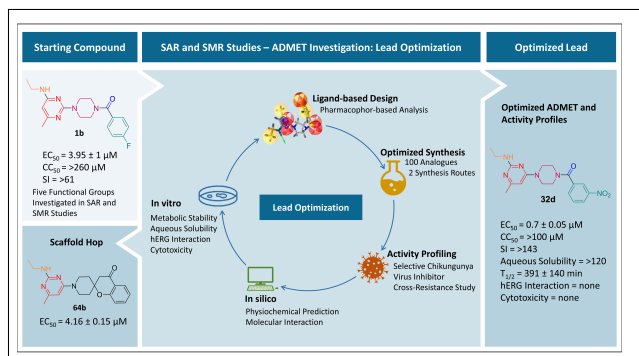 Starting Compound
SAR and SMR Studies – ADMET Investigation: Lead Optimization
Optimized Lead
NH
N
N
N
N
O
F
1b
EC50 = 3.95 ± 1 µM
CC50 = >260 µM
SI = >61
Five Functional Groups
Investigated in SAR and
SMR Studies
Scaffold Hop
NH
N
N
N
O
O
64b
EC50 = 4.16 ± 0.15 µM
Ligand-based Design
Pharmacophor-based Analysis
Optimized Synthesis
100 Analogues
2 Synthesis Routes
Activity Profiling
Selective Chikungunya
Virus Inhibitor
Cross-Resistance Study
In silico
Physiochemical Prediction
Molecular Interaction
In vitro
Metabolic Stability
Aqueous Solubility
hERG Interaction
Cytotoxicity
Lead Optimization
Optimized ADMET and
Activity Profiles
NH
N
N
N
N
O
NO2
32d
EC50 = 0.7 ± 0.05 µM
CC50 = >100 µM
SI = >143
Aqueous Solubility = >120
T1/2 = 391 ± 140 min
hERG Interaction = none
Cytotoxicity = none